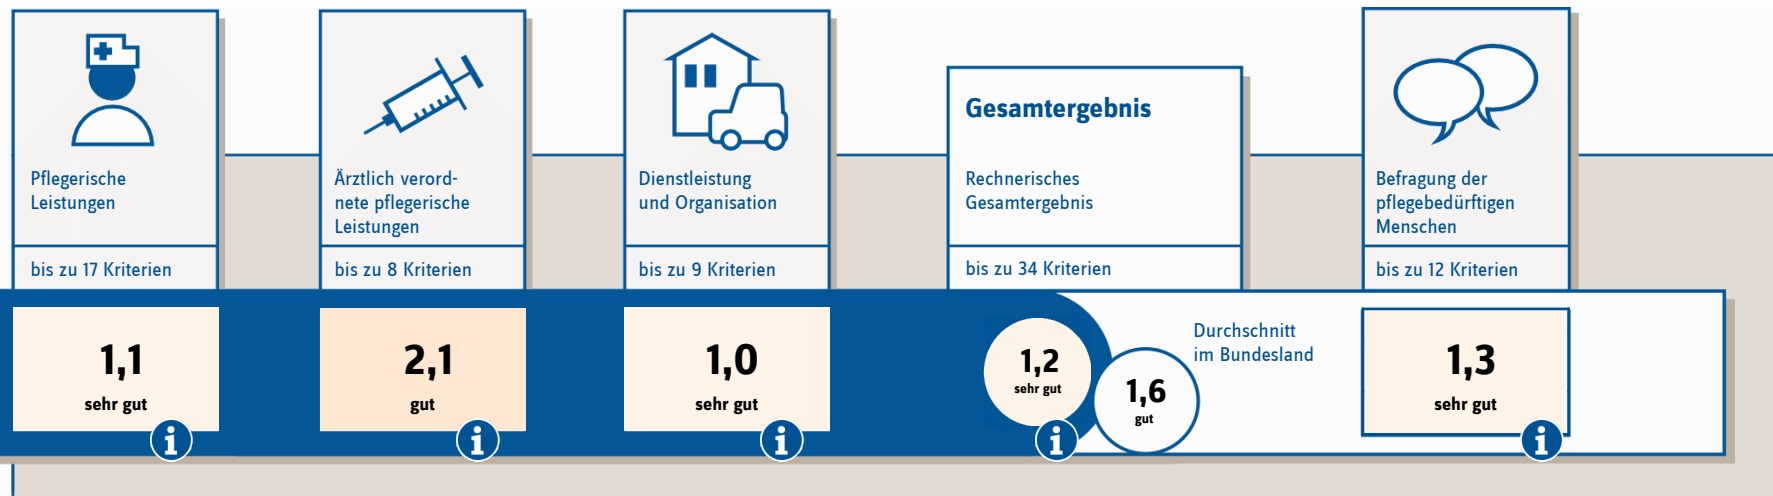 Pflegerische
Leistungen
bis zu 17 Kriterien
1,1
sehr gut
Ärztlich verord-
nete pflegerische
Leistungen
bis zu 8 Kriterien
2,1
gut
Dienstleistung
und Organisation
bis zu 9 Kriterien
1,0
sehr gut
Gesamtergebnis
Rechnerisches
Gesamtergebnis
bis zu 34 Kriterien
1,2
sehr gut
1,6
gut
Durchschnitt
im Bundesland
Befragung der
pflegebedürftigen
Menschen
bis zu 12 Kriterien
1,3
sehr gut